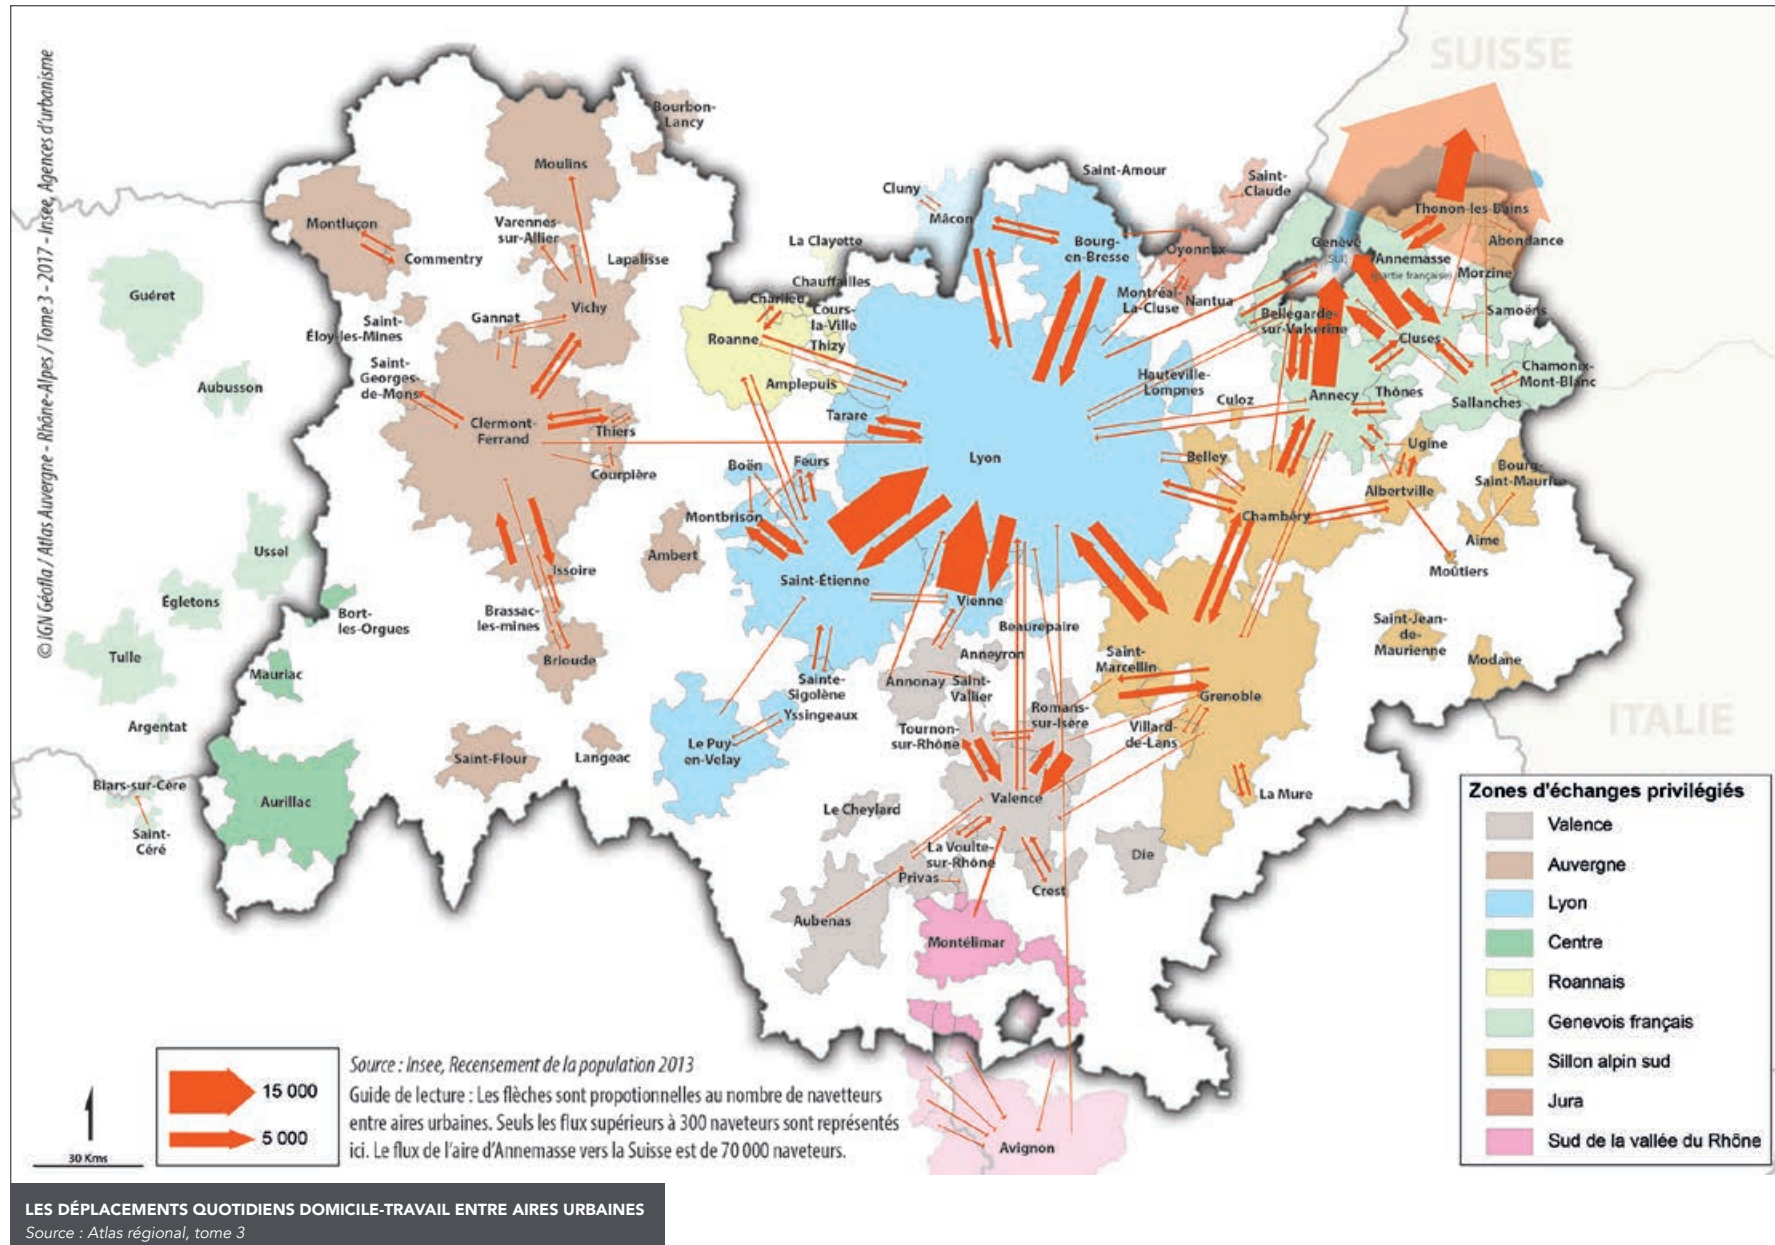 © IGN Géofla / Atlas Auvergne - Rhône-Alpes / Tome 3 - 2017 - Insee, Agences d'urbanisme
SUISSE
Bourbon-
Lancy
Moulins
Saint-Amour
Saint-
Claude
Cluny
Mâcon
Thonon-les-Bains
Montluçon
Varennes-
sur-Allier
Commentry
Lapalisse
La Clayette
Bourg-
en-Bresse
Oyonnax
Genève
(SUI)
Annemasse
(partie française)
Abondance
Morzine
Guéret
Chauffailles
Charlieu
Cours-
la-Ville
Thizy
Montréal-
La-Cluse
Nantua
Bellegarde-
sur-Valserine
Samoëns
Cluses
Saint-
Éloy-les-Mines
Gannat
Vichy
Roanne
Amplepuis
Saint-
Georges-
de-Mons
Aubusson
Hauteville-
Lompnes
Chamonix-
Mont-Blanc
Sallanches
Annecy
Thônes
Culoz
Tarare
Clermont-
Ferrand
Thiers
Courpière
Lyon
Boën
Feurs
Belley
Ugine
Bourg-
Saint-Maurice
Albertville
Montbrison
Chambéry
Aime
Ussel
Ambert
Moûtiers
Issoire
Saint-Étienne
Vienne
Égletons
Bort-
les-Orgues
Brassac-
les-mines
Beaurepaire
Saint-Jean-
de-
Maurienne
Tulle
Mauriac
Brioude
Anneyron
Saint-
Marcellin
Modane
Sainte-
Sigolène
Annonay
Saint-
Vallier
Grenoble
Argentat
Yssingeaux
Romans-
sur-Isère
Tournon-
sur-Rhône
Villard-
de-Lans
ITALIE
Le Puy-
en-Velay
Saint-Flour
Langeac
Blars-sur-Cère
Aurillac
Valence
La Mure
Saint-
Céré
Le Cheylard
La Voulte-
sur-Rhône
Die
Privas
Crest
Aubenas
Montélimar
Avignon
Zones d'échanges privilégiés
Valence
Auvergne
Lyon
Centre
Roannais
Genevois français
Sillon alpin sud
Jura
Sud de la vallée du Rhône
15 000
5 000
30 Kms
Source : Insee, Recensement de la population 2013
Guide de lecture : Les flèches sont propotionnelles au nombre de navetteurs
entre aires urbaines. Seuls les flux supérieurs à 300 naveteurs sont représentés
ici. Le flux de l'aire d'Annemasse vers la Suisse est de 70 000 naveteurs.
LES DÉPLACEMENTS QUOTIDIENS DOMICILE-TRAVAIL ENTRE AIRES URBAINES
Source : Atlas régional, tome 3